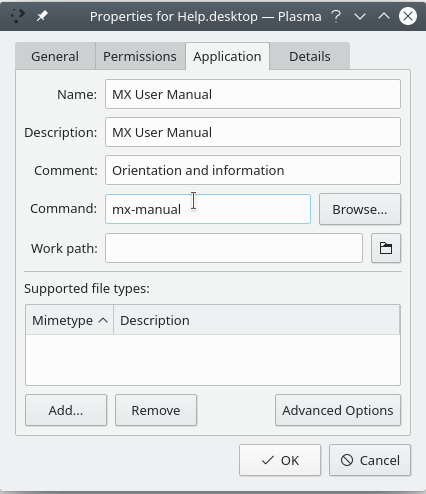 Properties for Help.desktop — Plasma
General Permissions Application Details
Name: MX User Manual
Description: MX User Manual
Comment: Orientation and information
Command: mx-manual Browse...
Work path:
Supported file types:
Mimetype Description
Add... Remove Advanced Options
OK Cancel